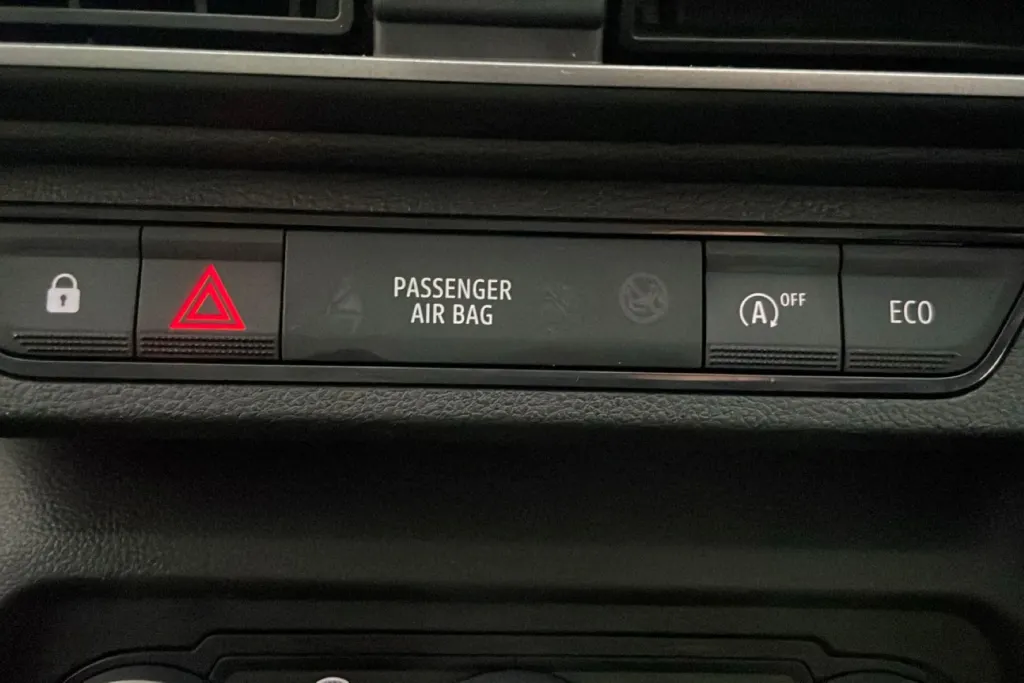 PASSENGER
AIR BAG
A OFF
ECO